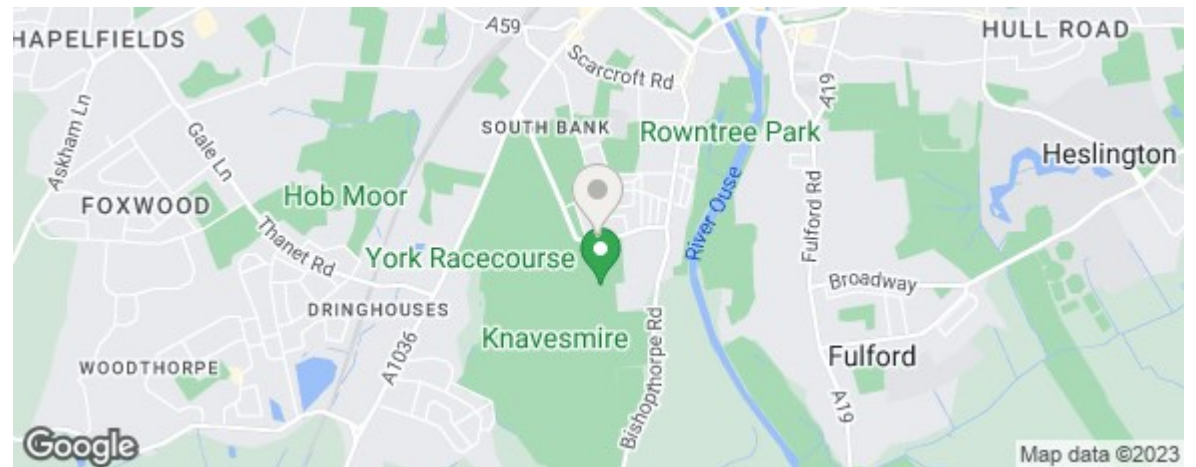 HAPELFIELDS
A59
HULL ROAD
Scarcroft Rd
A19
Askham Ln
Gale Ln
SOUTH BANK
Rowntree Park
Heslington
FOXWOOD
Hob Moor
River Ouse
Fulford Rd
Thanet Rd
York Racecourse
Broadway
DRINGHOUSES
Knavesmire
Bishopthorpe Rd
Fulford
WOODTHORPE
A1036
A19
Google
Map data ©2023